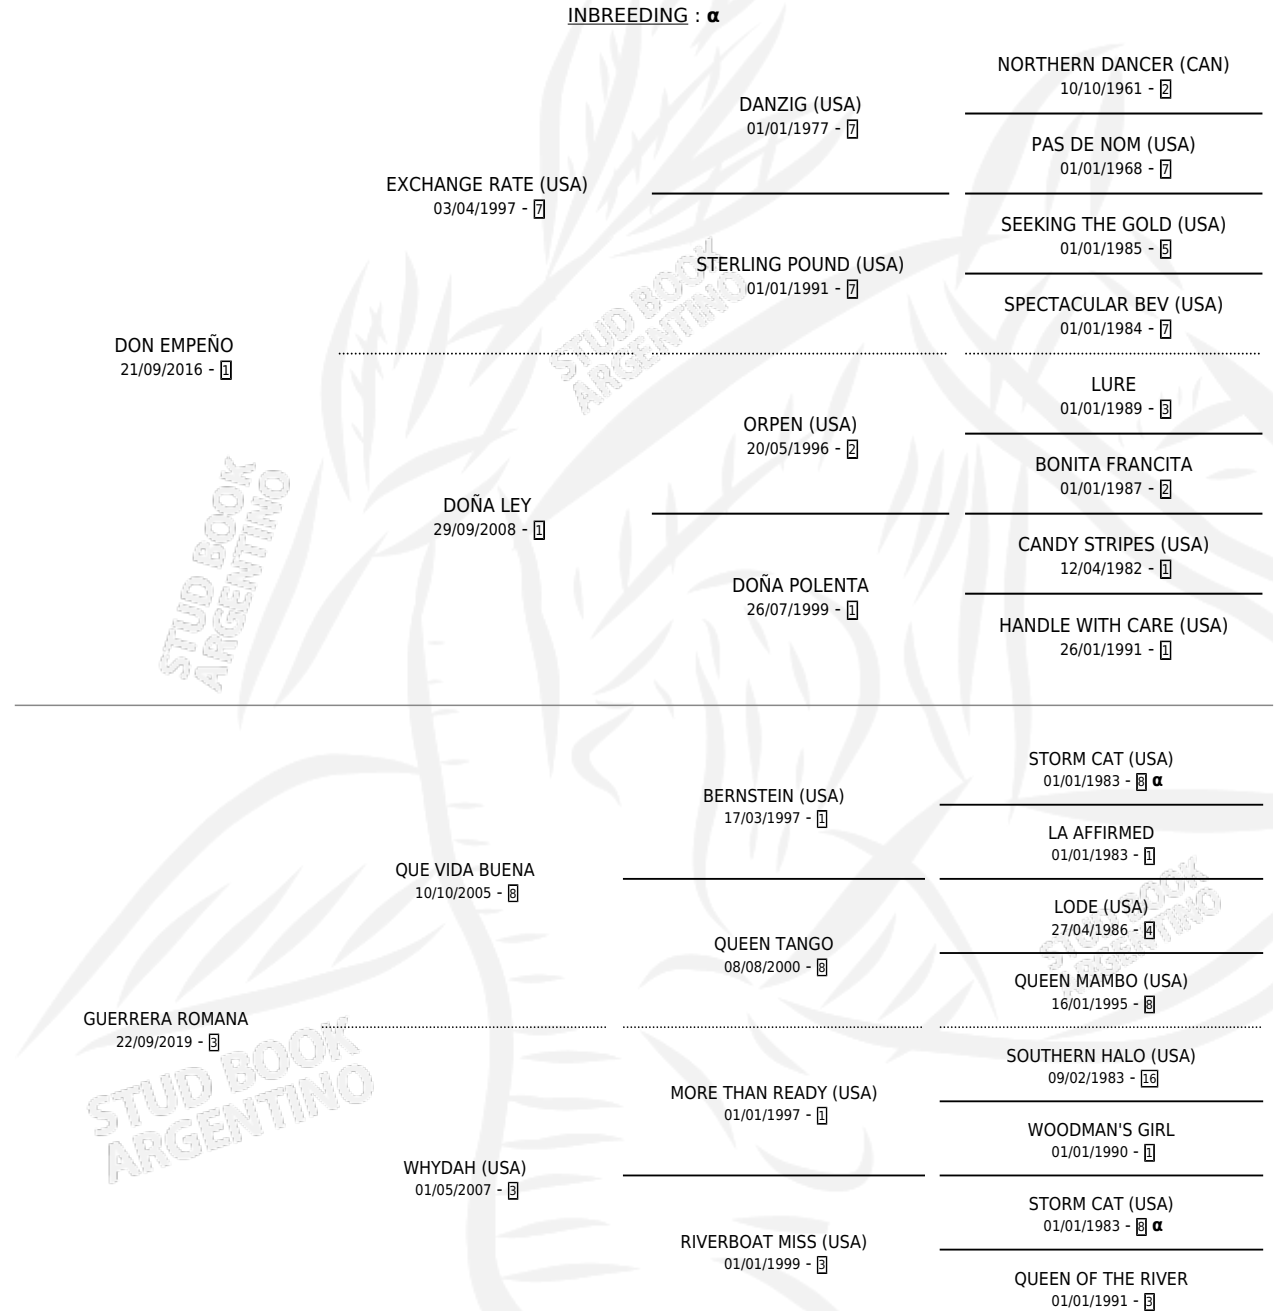 INBREEDING : α
NORTHERN DANCER (CAN)
10/10/1961 - 2
DANZIG (USA)
01/01/1977 - 7
PAS DE NOM (USA)
01/01/1968 - 7
EXCHANGE RATE (USA)
03/04/1997 - 7
SEEKING THE GOLD (USA)
01/01/1985 - 5
STERLING POUND (USA)
01/01/1991 - 7
SPECTACULAR BEV (USA)
01/01/1984 - 7
DON EMPEÑO
21/09/2016 - 1
LURE
01/01/1989 - 3
ORPEN (USA)
20/05/1996 - 2
BONITA FRANCITA
01/01/1987 - 2
DOÑA LEY
29/09/2008 - 1
CANDY STRIPES (USA)
12/04/1982 - 1
DOÑA POLENTA
26/07/1999 - 1
HANDLE WITH CARE (USA)
26/01/1991 - 1
STORM CAT (USA)
01/01/1983 - 8 α
BERNSTEIN (USA)
17/03/1997 - 1
LA AFFIRMED
01/01/1983 - 1
QUE VIDA BUENA
10/10/2005 - 8
LODE (USA)
27/04/1986 - 4
QUEEN TANGO
08/08/2000 - 8
QUEEN MAMBO (USA)
16/01/1995 - 8
GUERRERA ROMANA
22/09/2019 - 3
SOUTHERN HALO (USA)
09/02/1983 - 16
MORE THAN READY (USA)
01/01/1997 - 1
WOODMAN'S GIRL
01/01/1990 - 1
WHYDAH (USA)
01/05/2007 - 3
STORM CAT (USA)
01/01/1983 - 8 α
RIVERBOAT MISS (USA)
01/01/1999 - 3
QUEEN OF THE RIVER
01/01/1991 - 3
STUD BOOK
ARGENTINO
STUD BOOK
ARGENTINO
STUD BOOK
ARGENTINO
STUD BOOK
ARGENTINO